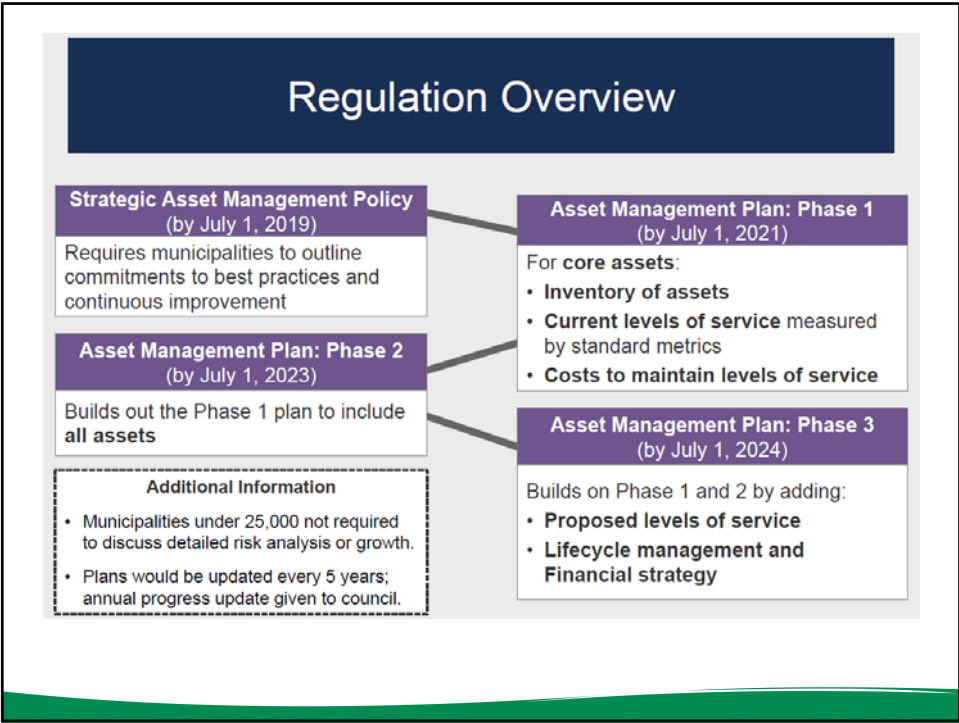 Regulation Overview
Strategic Asset Management Policy
(by July 1, 2019)
Requires municipalities to outline
commitments to best practices and
continuous improvement
Asset Management Plan: Phase 1
(by July 1, 2021)
For core assets:
• Inventory of assets
• Current levels of service measured
by standard metrics
• Costs to maintain levels of service
Asset Management Plan: Phase 2
(by July 1, 2023)
Builds out the Phase 1 plan to include
all assets
Asset Management Plan: Phase 3
(by July 1, 2024)
Builds on Phase 1 and 2 by adding:
• Proposed levels of service
• Lifecycle management and
Financial strategy
Additional Information
• Municipalities under 25,000 not required
to discuss detailed risk analysis or growth.
• Plans would be updated every 5 years;
annual progress update given to council.